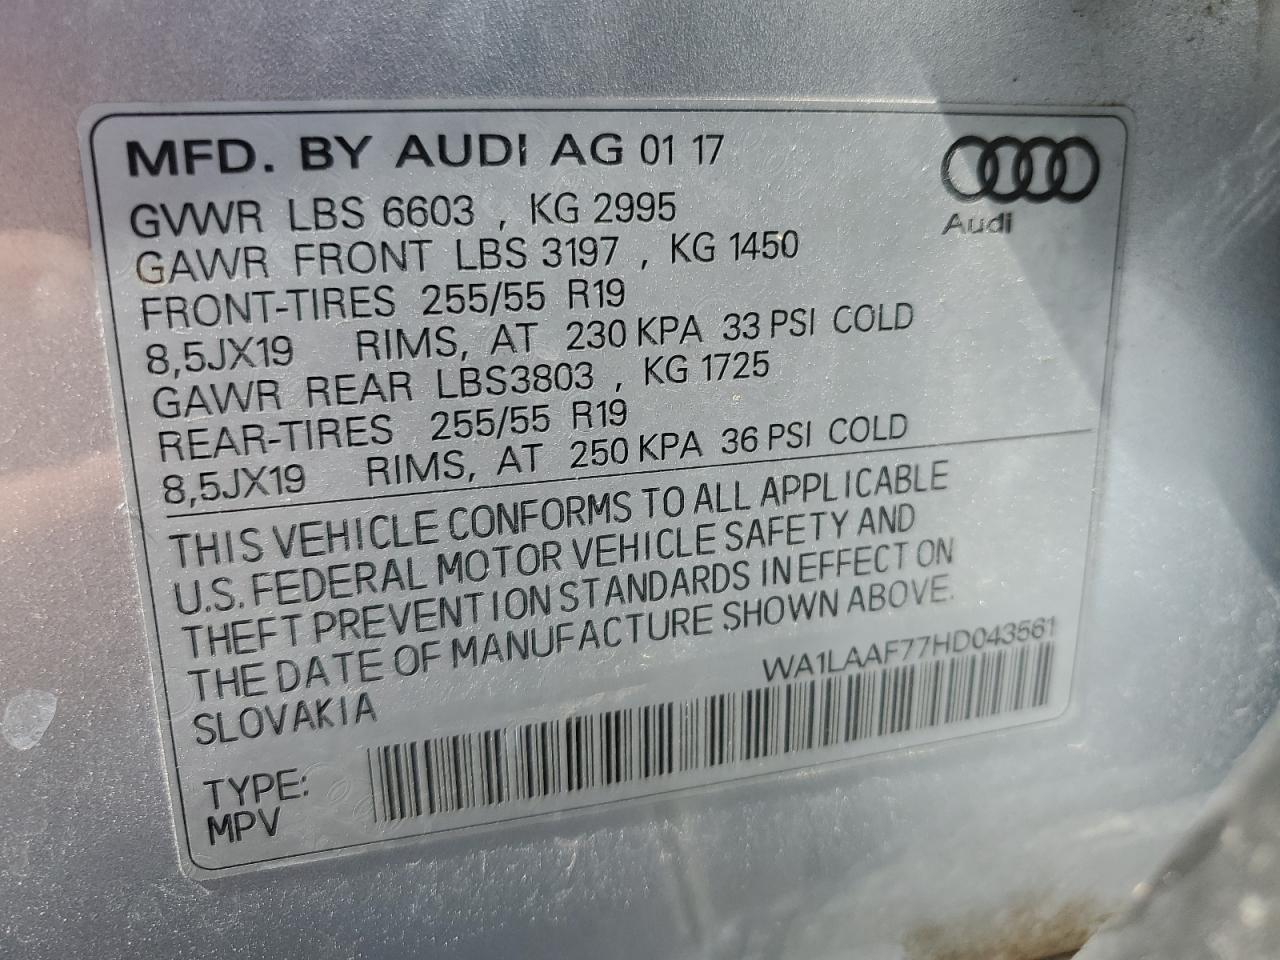 MFD. BY AUDI AG 01 17
GVWR LBS 6603 , KG 2995
GAWR FRONT LBS 3197 , KG 1450
FRONT-TIRES 255/55 R19
8,5JX19 RIMS, AT 230 KPA 33 PSI COLD
GAWR REAR LBS3803 , KG 1725
REAR-TIRES 255/55 R19
8,5JX19 RIMS, AT 250 KPA 36 PSI COLD
Audi
THIS VEHICLE CONFORMS TO ALL APPLICABLE
U.S. FEDERAL MOTOR VEHICLE SAFETY AND
THEFT PREVENTION STANDARDS IN EFFECT ON
THE DATE OF MANUFACTURE SHOWN ABOVE.
SLOVAKIA
WA1LAAF77HD043561
TYPE:
MPV